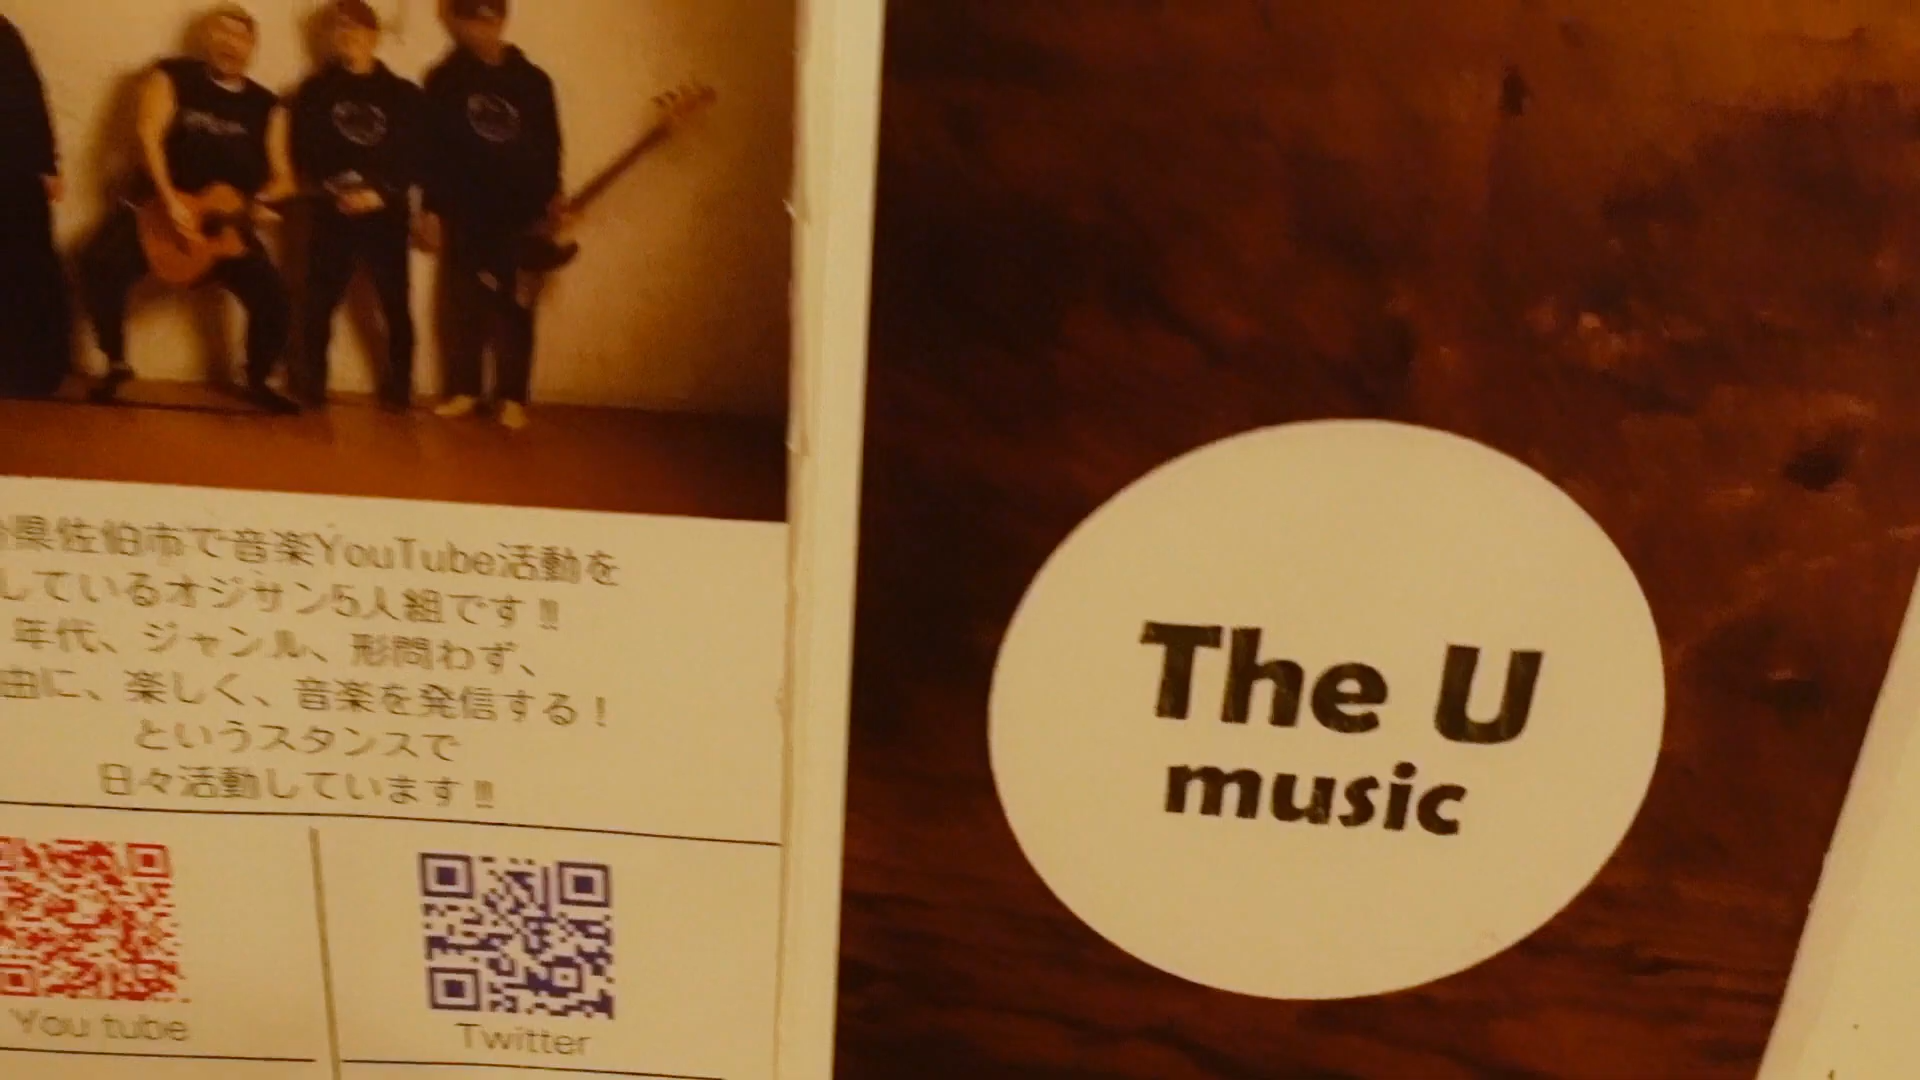 県佐伯市で音楽YouTube活動を
しているオジサン5人組です!!
年代、ジャンル、形問わず、
由に、楽しく、音楽を発信する!
というスタンスで
日々活動しています!!
You tube
Twitter
The U
music